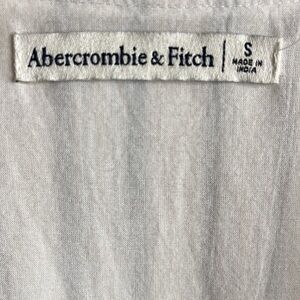 Abercrombie & Fitch
S
MADE IN
INDIA